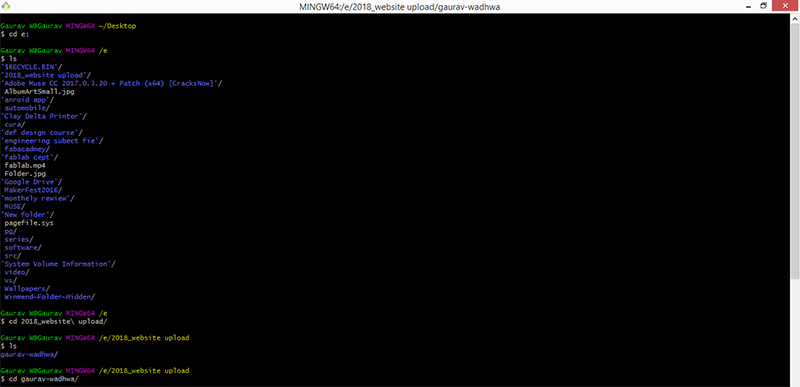 MINGW64:/e/2018_website upload/gaurav-wadhwa
Gaurav W@Gaurav MINGW64 ~/Desktop
$ cd e:
Gaurav W@Gaurav MINGW64 /e
$ ls
'$RECYCLE.BIN'/
'2018_website upload'/
'Adobe Muse CC 2017.0.3.20 + Patch (x64) [CracksNow]'/
AlbumArtSmall.jpg
'anroid app'/
automobile/
'Clay Delta Printer'/
cura/
'def design course'/
'engineering subect fie'/
fabacadmey/
'fablab cept'/
fablab.mp4
Folder.jpg
'Google Drive'/
MakerFest2016/
'monthely rewiew'/
MUSE/
'New folder'/
pagefile.sys
pg/
series/
software/
src/
'System Volume Information'/
video/
vs/
Wallpapers/
Winmend~Folder~Hidden/
Gaurav W@Gaurav MINGW64 /e
$ cd 2018_website\ upload/
Gaurav W@Gaurav MINGW64 /e/2018_website upload
$ ls
gaurav-wadhwa/
Gaurav W@Gaurav MINGW64 /e/2018_website upload
$ cd gaurav-wadhwa/